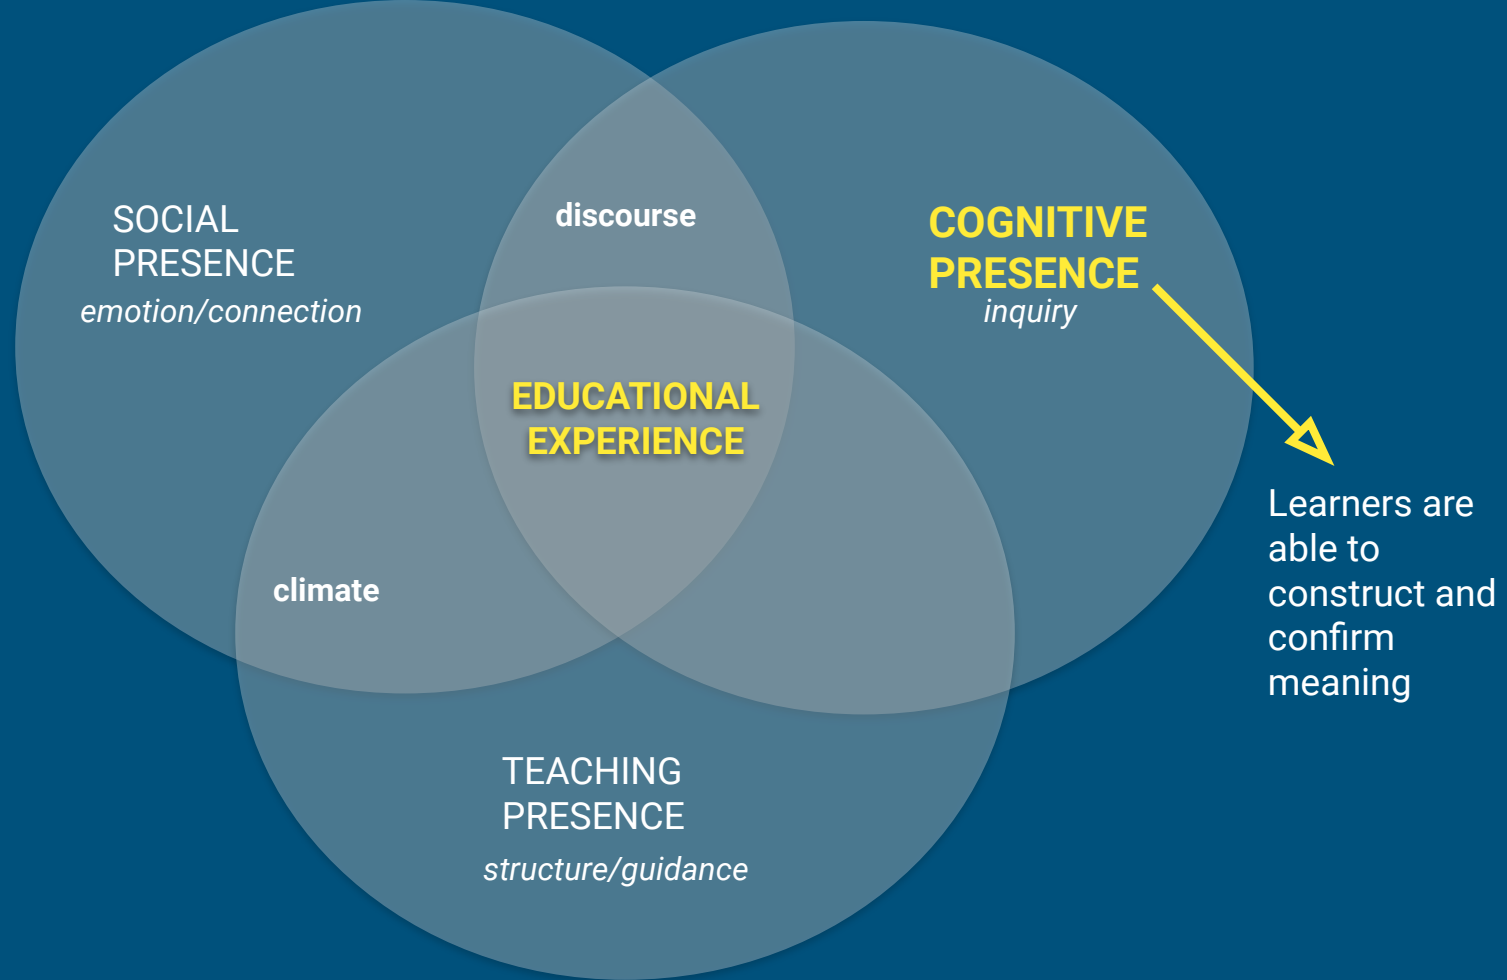 SOCIAL
PRESENCE
emotion/connection
discourse
COGNITIVE
PRESENCE
inquiry
EDUCATIONAL
EXPERIENCE
climate
Learners are
able to
construct and
confirm
meaning
TEACHING
PRESENCE
structure/guidance